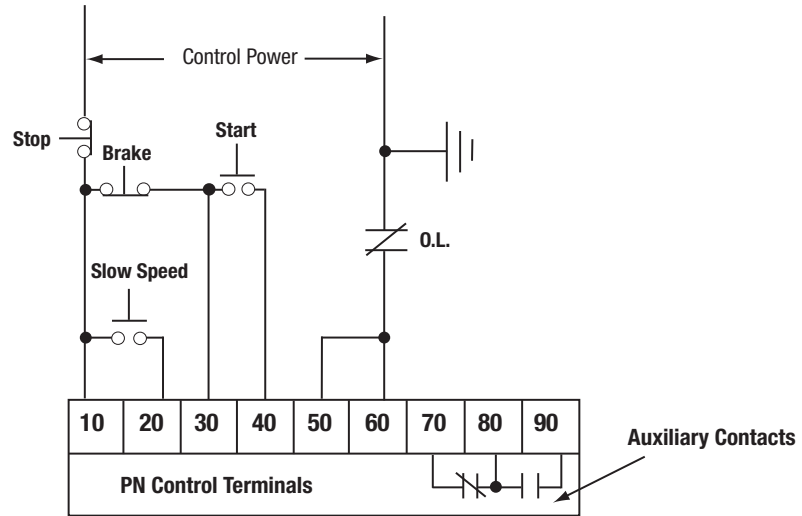 Control Power
Stop
Brake
Start
O.L.
Slow Speed
10 20 30 40 50 60 70 80 90
Auxiliary Contacts
PN Control Terminals